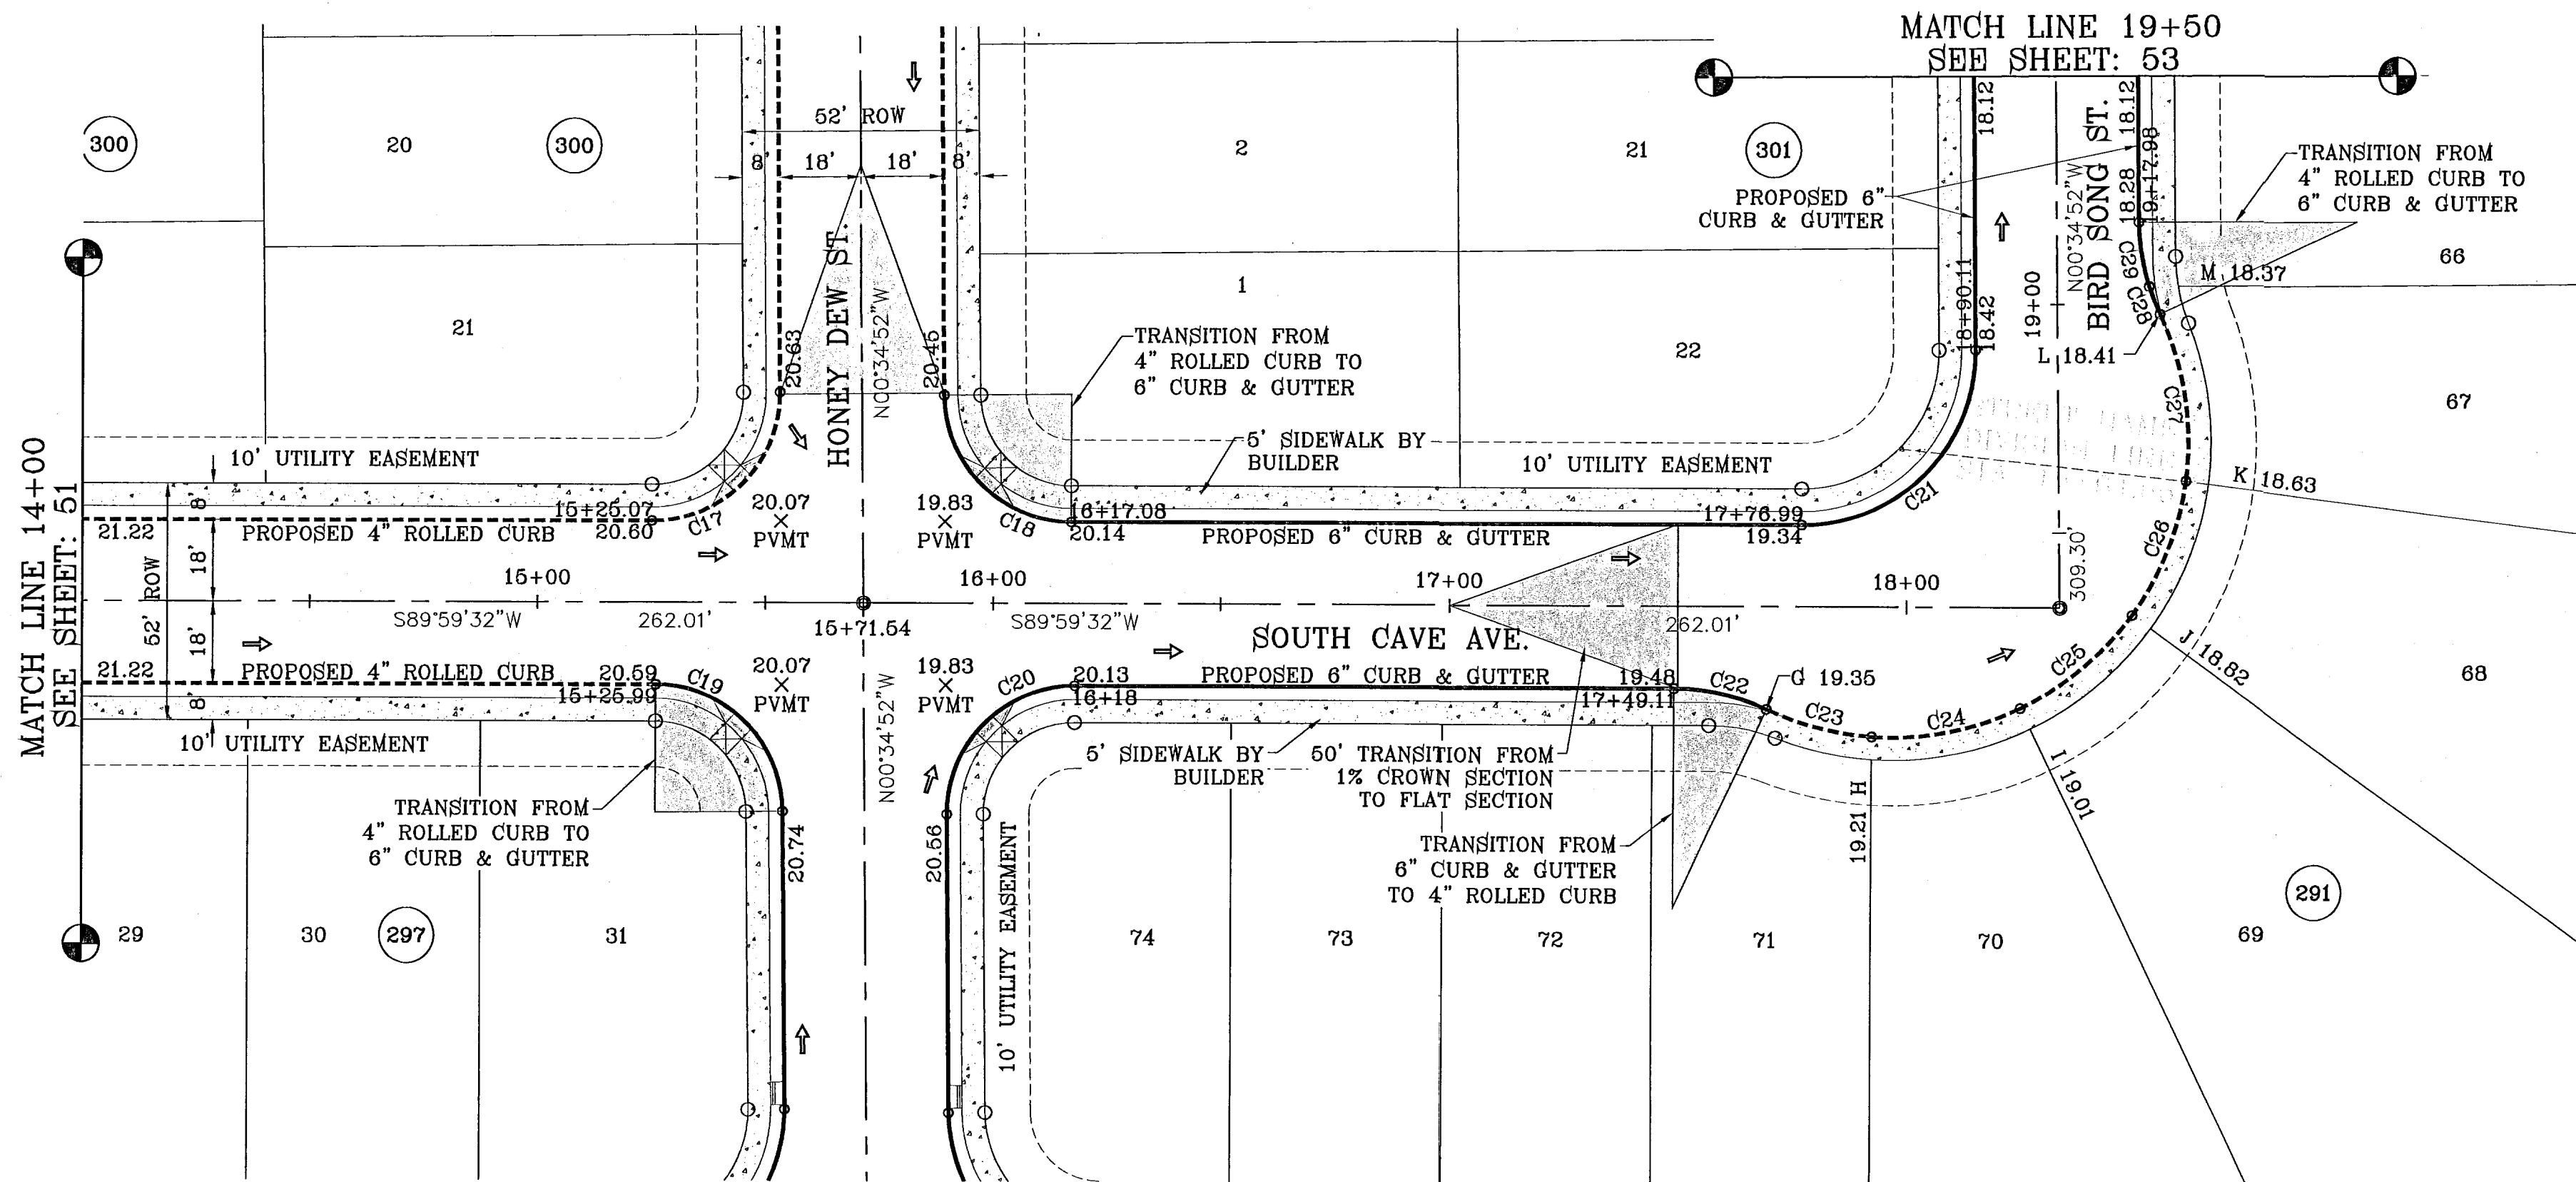 MATCH LINE 19+50
SEE SHEET: 53
300
20
300
52' ROW
8'
18'
18'
8'
2
21
301
18.12
18.12
BIRD SONG ST.
N00°34'52"W
19+17.98
18.28
TRANSITION FROM
4" ROLLED CURB TO
6" CURB & GUTTER
PROPOSED 6"
CURB & GUTTER
66
M 18.37
C29
C28
L 18.41
21
HONEY DEW ST.
N00°34'52"W
20.63
20.45
1
TRANSITION FROM
4" ROLLED CURB TO
6" CURB & GUTTER
22
18+90.11
18.42
19+00
C27
67
MATCH LINE 14+00
SEE SHEET: 51
10' UTILITY EASEMENT
5' SIDEWALK BY
BUILDER
10' UTILITY EASEMENT
K 18.63
8'
21.22
PROPOSED 4" ROLLED CURB
15+25.07
20.60
C17
20.07
PVMT
19.83
PVMT
C18
16+17.08
20.14
PROPOSED 6" CURB & GUTTER
17+76.99
19.34
C21
C26
52' ROW
18'
15+00
16+00
17+00
18+00
309.30'
S89°59'32"W
262.01'
15+71.54
S89°59'32"W
SOUTH CAVE AVE.
262.01'
18'
21.22
PROPOSED 4" ROLLED CURB
20.59
15+25.99
C19
20.07
PVMT
19.83
PVMT
N00°34'52"W
C20
20.13
16+18
PROPOSED 6" CURB & GUTTER
19.48
17+49.11
C22
G 19.35
C23
C24
C25
J 18.82
68
8'
10' UTILITY EASEMENT
5' SIDEWALK BY
BUILDER
50' TRANSITION FROM
1% CROWN SECTION
TO FLAT SECTION
19.21 H
I 19.01
TRANSITION FROM
4" ROLLED CURB TO
6" CURB & GUTTER
20.74
20.56
10' UTILITY EASEMENT
TRANSITION FROM
6" CURB & GUTTER
TO 4" ROLLED CURB
291
29
30
297
31
74
73
72
71
70
69